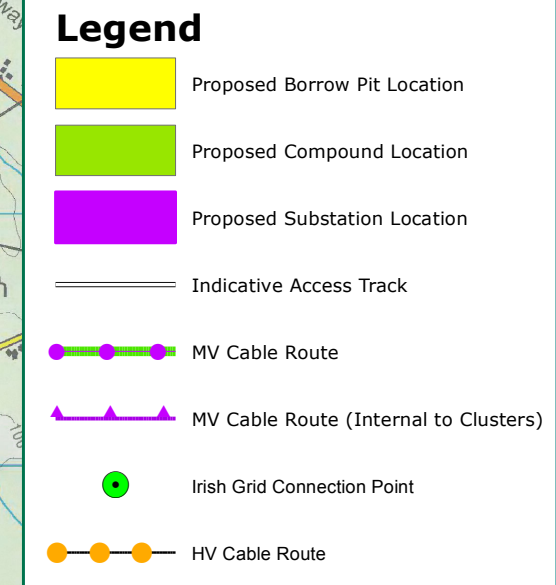 Legend
Proposed Borrow Pit Location
Proposed Compound Location
Proposed Substation Location
Indicative Access Track
MV Cable Route
MV Cable Route (Internal to Clusters)
Irish Grid Connection Point
HV Cable Route